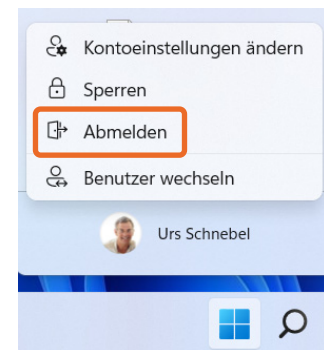 Kontoeinstellungen ändern
Sperren
Abmelden
Benutzer wechseln
Urs Schnebel